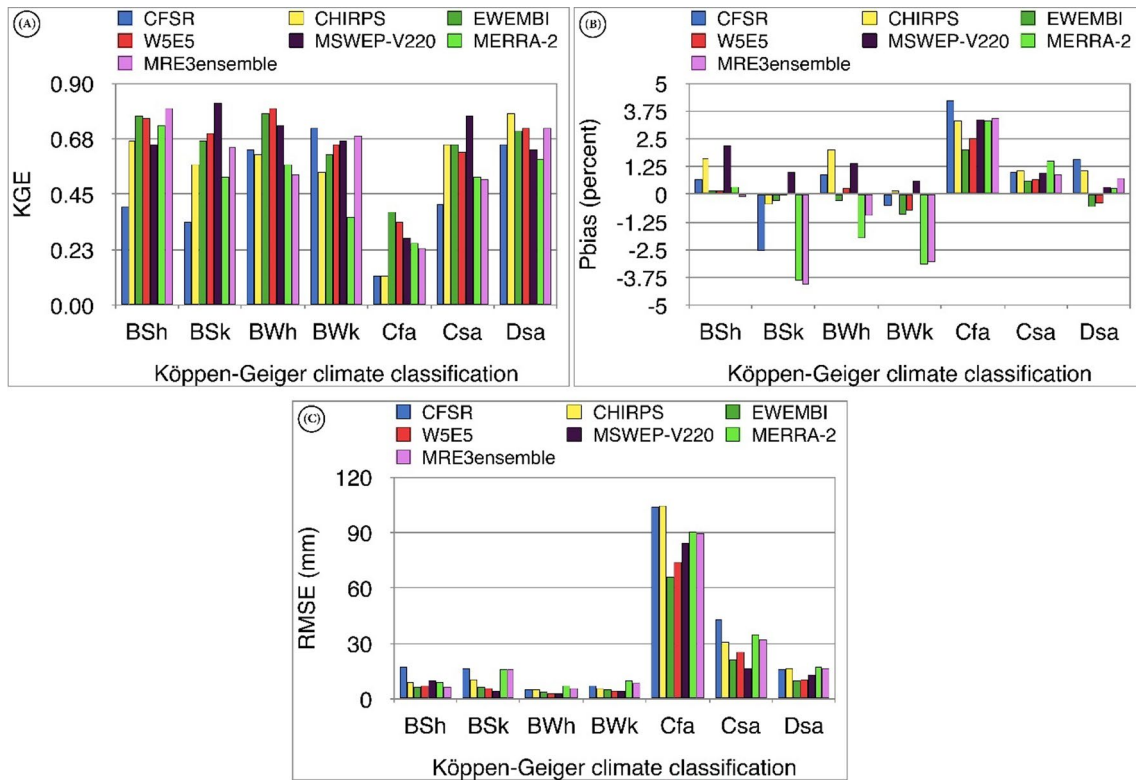 (A)
CFSR CHIRPS EWEMBI
W5E5 MSWEP-V220 MERRA-2
MRE3ensemble
KGE
0.90
0.68
0.45
0.23
0.00
BSh BSk BWh BWk Cfa Csa Dsa
Köppen-Geiger climate classification
(B)
CFSR CHIRPS EWEMBI
W5E5 MSWEP-V220 MERRA-2
MRE3ensemble
Pbias (percent)
5
3.75
2.5
1.25
0
-1.25
-2.5
-3.75
-5
BSh BSk BWh BWk Cfa Csa Dsa
Köppen-Geiger climate classification
(C)
CFSR CHIRPS EWEMBI
W5E5 MSWEP-V220 MERRA-2
MRE3ensemble
RMSE (mm)
120
90
60
30
0
BSh BSk BWh BWk Cfa Csa Dsa
Köppen-Geiger climate classification